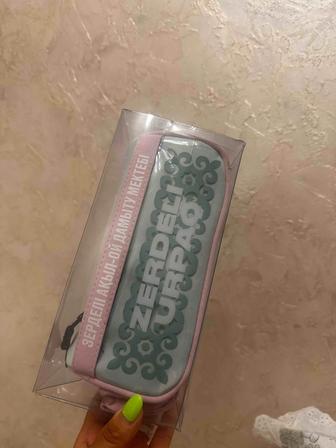 ЗЕРДЕЛІ АҚЫЛ-ОЙ ДАМЫТУ МЕКТЕБІ
ZERDELI
URPAQ